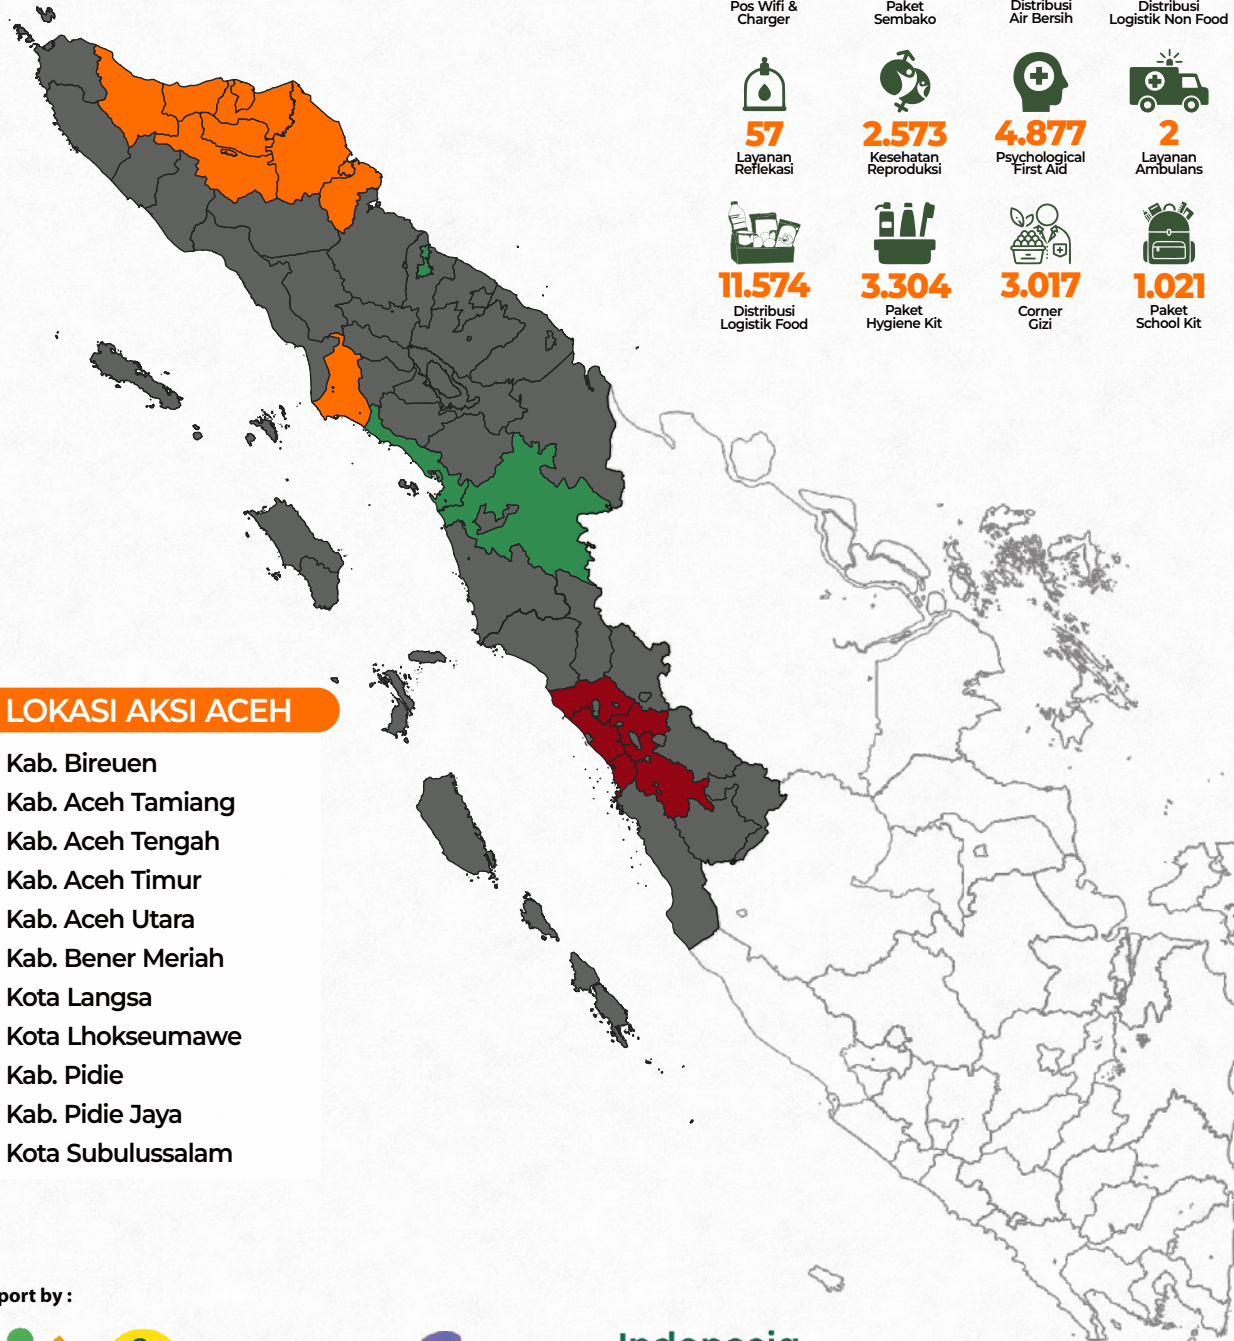 Pos Wifi &
Charger
Paket
Sembako
Distribusi
Air Bersih
Distribusi
Logistik Non Food
57
Layanan
Reflekasi
2.573
Kesehatan
Reproduksi
4.877
Psychological
First Aid
2
Layanan
Ambulans
11.574
Distribusi
Logistik Food
3.304
Paket
Hygiene Kit
3.017
Corner
Gizi
1.021
Paket
School Kit
LOKASI AKSI ACEH
Kab. Bireuen
Kab. Aceh Tamiang
Kab. Aceh Tengah
Kab. Aceh Timur
Kab. Aceh Utara
Kab. Bener Meriah
Kota Langsa
Kota Lhokseumawe
Kab. Pidie
Kab. Pidie Jaya
Kota Subulussalam
port by :
Indonesia